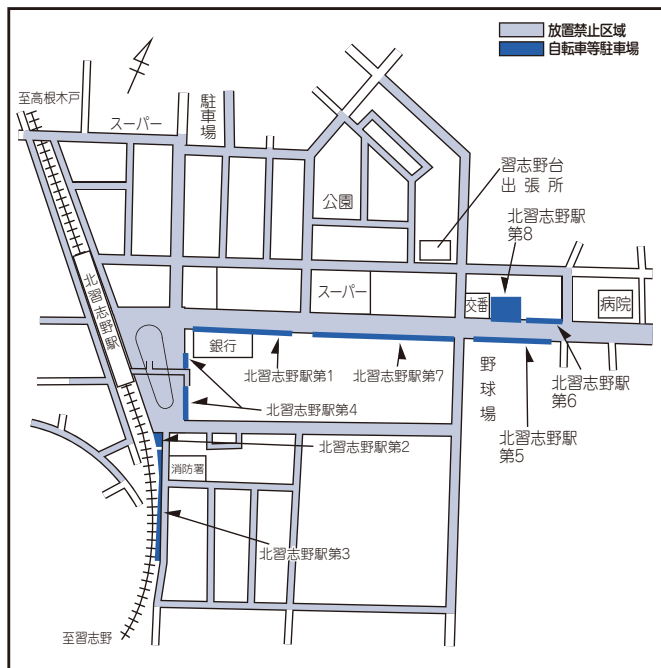 放置禁止区域
自転車等駐車場
至高根木戸
スーパー
駐車場
公園
習志野台
出張所
北習志野駅
第8
北習志野駅
スーパー
交番
病院
銀行
北習志野駅第1
北習志野駅第7
野球場
北習志野駅
第6
北習志野駅第4
北習志野駅
第5
北習志野駅第2
消防署
北習志野駅第3
至習志野